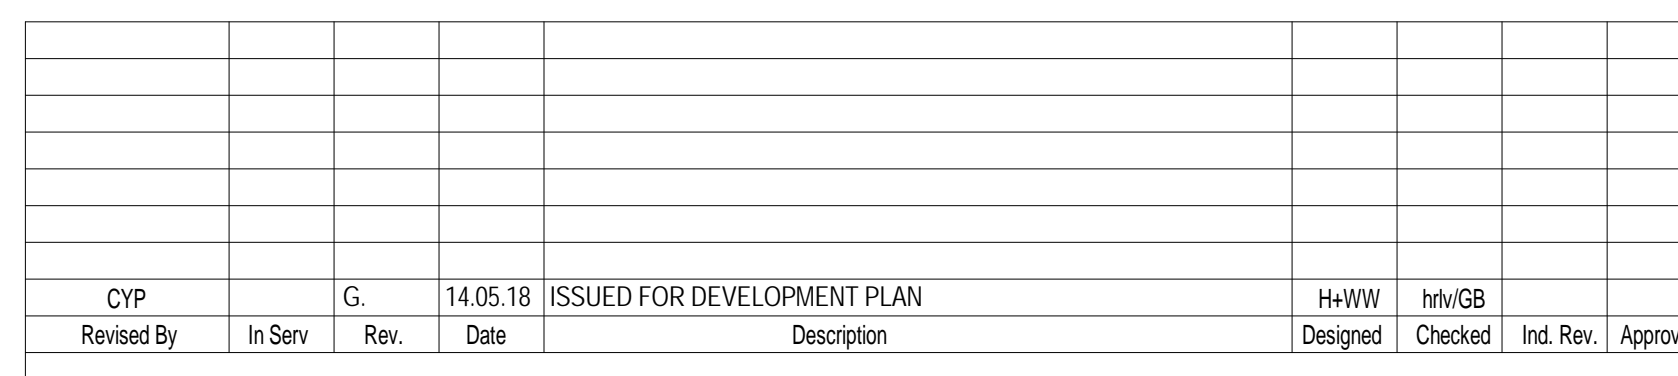 CYP G. 14.05.18 ISSUED FOR DEVELOPMENT PLAN H+WW hrlv/GB
Revised By In Serv Rev. Date Description Designed Checked Ind. Rev. Approv